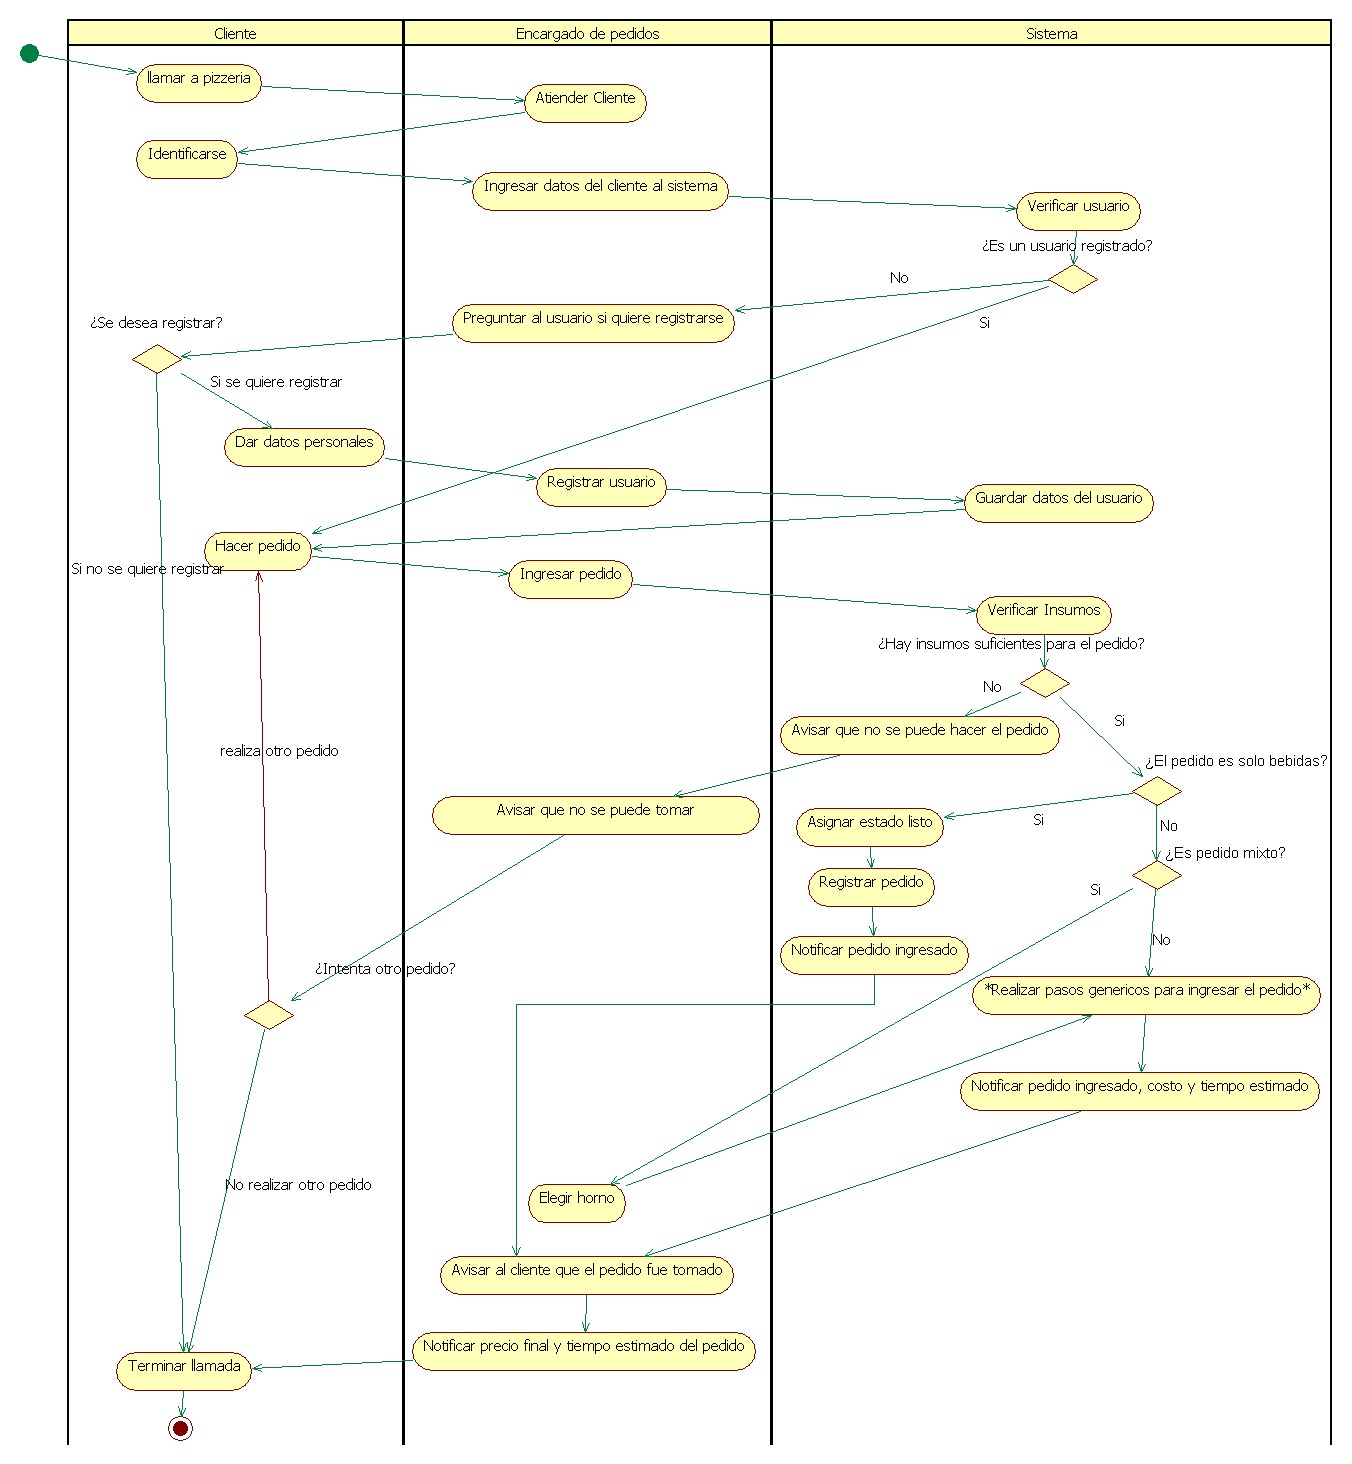 Cliente
Encargado de pedidos
Sistema
llamar a pizzeria
Atiender Cliente
Identificarse
Ingresar datos del cliente al sistema
Verificar usuario
¿Es un usuario registrado?
No
Preguntar al usuario si quiere registrarse
Si
¿Se desea registrar?
Si se quiere registrar
Dar datos personales
Registrar usuario
Guardar datos del usuario
Hacer pedido
Si no se quiere registrar
Ingresar pedido
Verificar Insumos
¿Hay insumos suficientes para el pedido?
No
Si
Avisar que no se puede hacer el pedido
realiza otro pedido
¿El pedido es solo bebidas?
Avisar que no se puede tomar
Asignar estado listo
Si
No
¿Es pedido mixto?
Registrar pedido
Si
No
Notificar pedido ingresado
¿Intenta otro pedido?
*Realizar pasos genericos para ingresar el pedido*
Notificar pedido ingresado, costo y tiempo estimado
No realizar otro pedido
Elegir horno
Avisar al cliente que el pedido fue tomado
Notificar precio final y tiempo estimado del pedido
Terminar llamada